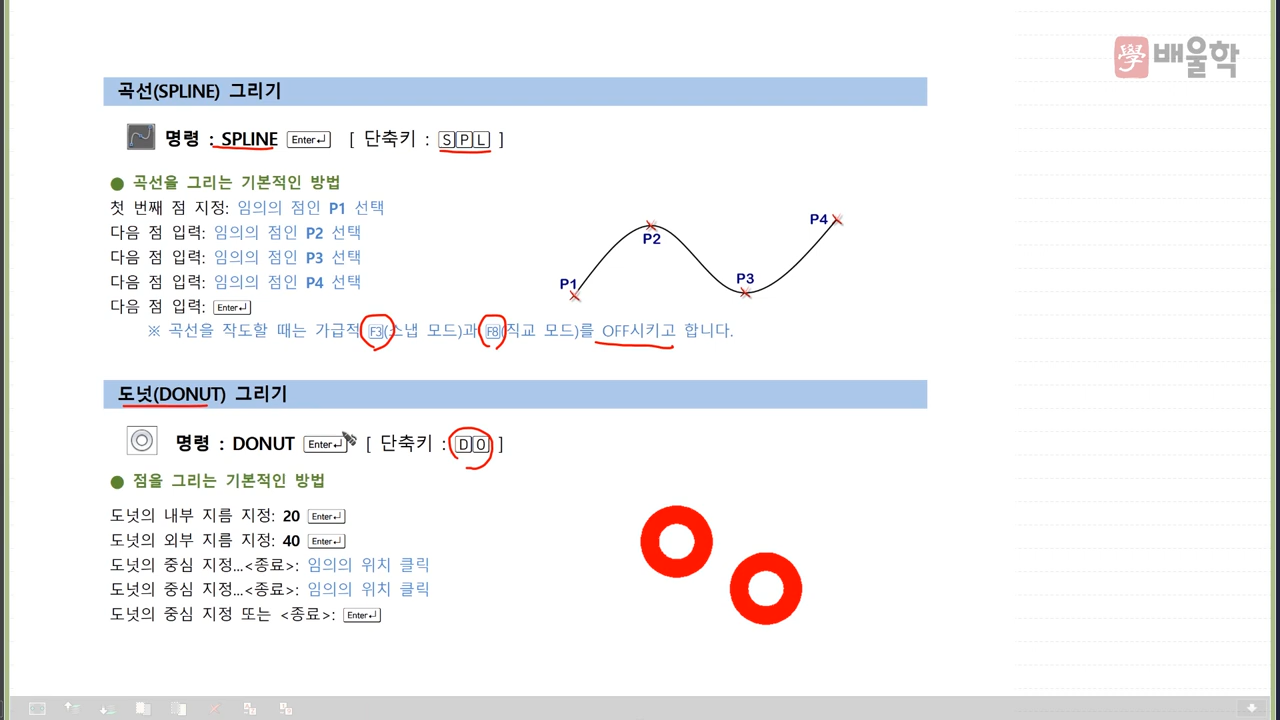 學 배울학
곡선(SPLINE) 그리기
명령 : SPLINE Enter↵ [ 단축키 : S P L ]
● 곡선을 그리는 기본적인 방법
첫 번째 점 지정: 임의의 점인 P1 선택
다음 점 입력: 임의의 점인 P2 선택
다음 점 입력: 임의의 점인 P3 선택
다음 점 입력: 임의의 점인 P4 선택
다음 점 입력: Enter↵
※ 곡선을 작도할 때는 가급적 F3(스냅 모드)과 F8(직교 모드)를 OFF시키고 합니다.
P1
P2
P3
P4
도넛(DONUT) 그리기
명령 : DONUT Enter↵ [ 단축키 : D O ]
● 점을 그리는 기본적인 방법
도넛의 내부 지름 지정: 20 Enter↵
도넛의 외부 지름 지정: 40 Enter↵
도넛의 중심 지정...<종료>: 임의의 위치 클릭
도넛의 중심 지정...<종료>: 임의의 위치 클릭
도넛의 중심 지정 또는 <종료>: Enter↵